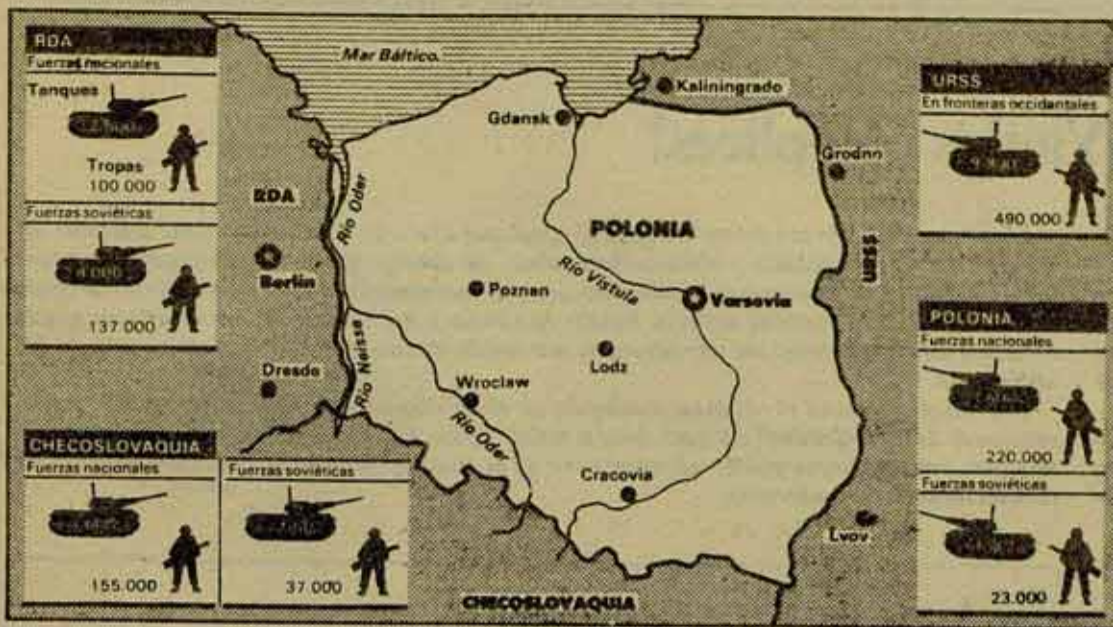 RDA
Fuerzas nacionales
Tanques
Tropas
100.000
Fuerzas soviéticas
137.000
Mar Báltico.
Kaliningrado
Gdansk
Grodnn
RDA
Río Oder
POLONIA
URSS
Berlín
Poznan
Río Vístula
Varsovia
Río Neisse
Lodz
Dresde
Wroclaw
Río Oder
Cracovia
Lvov
CHECOSLOVAQUIA
URSS
En fronteras occidantales
490.000
POLONIA
Fuerzas nacionales
220.000
Fuerzas soviéticas
23.000
CHECOSLOVAQUIA
Fuerzas nacionales
155.000
Fuerzas soviéticas
37.000